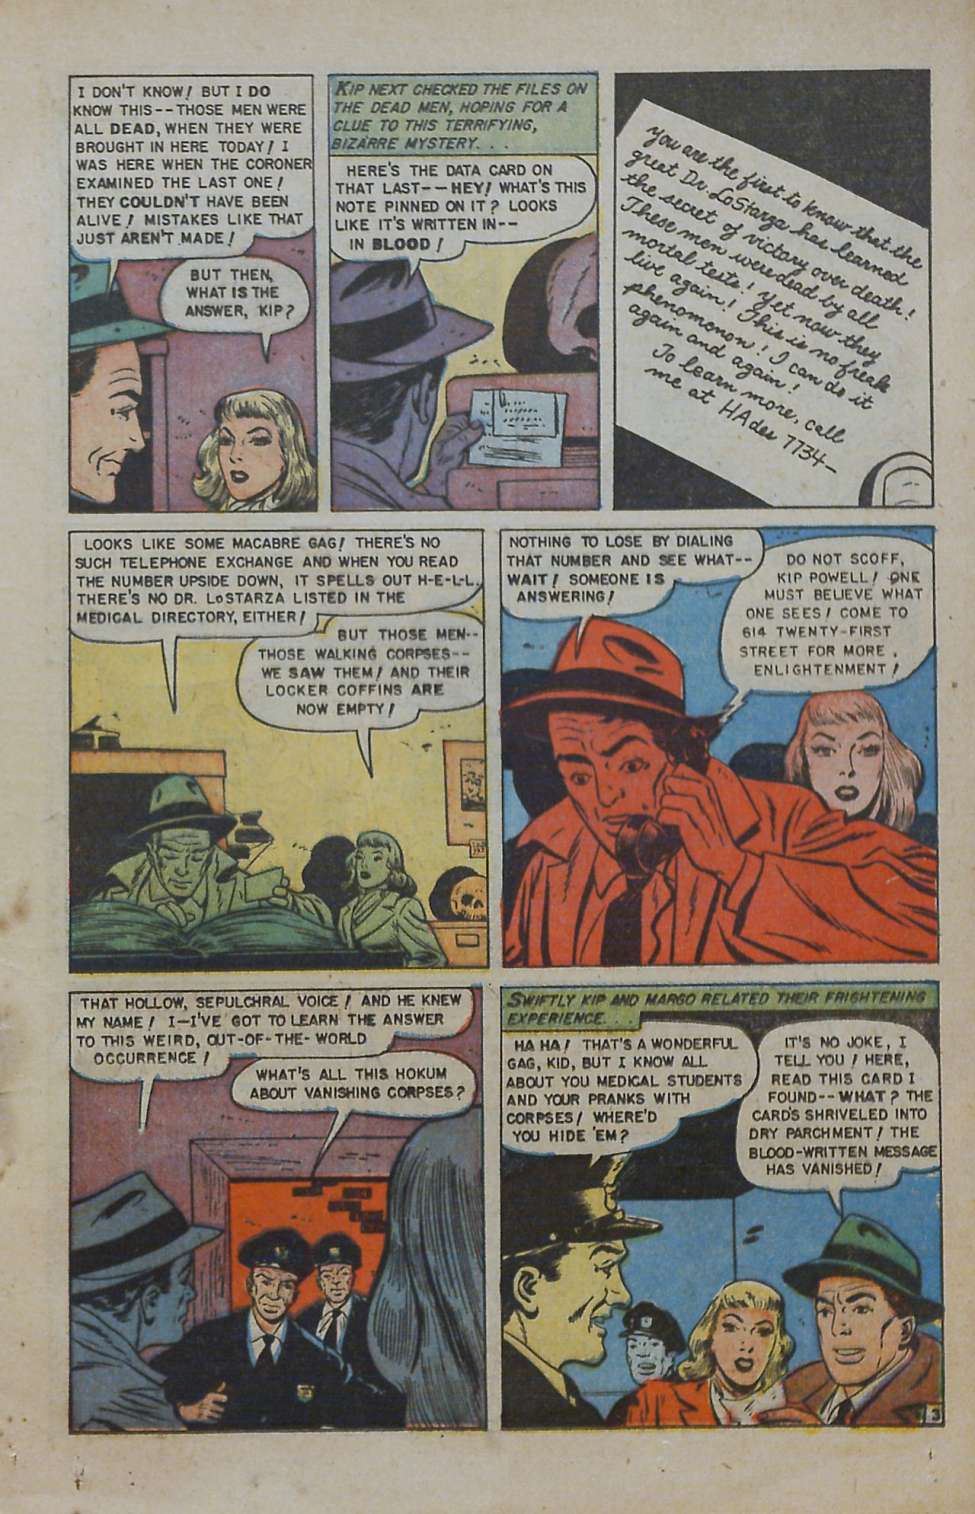 I DON'T KNOW! BUT I DO
KNOW THIS--THOSE MEN WERE
ALL DEAD, WHEN THEY WERE
BROUGHT IN HERE TODAY! I
WAS HERE WHEN THE CORONER
EXAMINED THE LAST ONE!
THEY COULDN'T HAVE BEEN
ALIVE! MISTAKES LIKE THAT
JUST AREN'T MADE!
BUT THEN,
WHAT IS THE
ANSWER, KIP?
KIP NEXT CHECKED THE FILES ON
THE DEAD MEN, HOPING FOR A
CLUE TO THIS TERRIFYING,
BIZARRE MYSTERY...
HERE'S THE DATA CARD ON
THAT LAST--HEY! WHAT'S THIS
NOTE PINNED ON IT? LOOKS
LIKE IT'S WRITTEN IN--
IN BLOOD!
You are the first to know that the
great Dr. LoStarza has learned
the secret of victory over death!
These men were dead by all
mortal tests! Yet now they
live again! This is no freak
phenomonon! I can do it
again and again!
To learn more, call
me at HAdes 7734-
LOOKS LIKE SOME MACABRE GAG! THERE'S NO
SUCH TELEPHONE EXCHANGE AND WHEN YOU READ
THE NUMBER UPSIDE DOWN, IT SPELLS OUT H-E-L-L.
THERE'S NO DR. LoSTARZA LISTED IN THE
MEDICAL DIRECTORY, EITHER!
BUT THOSE MEN--
THOSE WALKING CORPSES--
WE SAW THEM! AND THEIR
LOCKER COFFINS ARE
NOW EMPTY!
NOTHING TO LOSE BY DIALING
THAT NUMBER AND SEE WHAT--
WAIT! SOMEONE IS
ANSWERING!
DO NOT SCOFF,
KIP POWELL! ONE
MUST BELIEVE WHAT
ONE SEES! COME TO
614 TWENTY-FIRST
STREET FOR MORE
ENLIGHTENMENT!
THAT HOLLOW, SEPULCHRAL VOICE! AND HE KNEW
MY NAME! I-I'VE GOT TO LEARN THE ANSWER
TO THIS WEIRD, OUT-OF-THE-WORLD
OCCURRENCE!
WHAT'S ALL THIS HOKUM
ABOUT VANISHING CORPSES?
SWIFTLY KIP AND MARGO RELATED THEIR FRIGHTENING
EXPERIENCE...
HA HA! THAT'S A WONDERFUL
GAG, KID, BUT I KNOW ALL
ABOUT YOU MEDICAL STUDENTS
AND YOUR PRANKS WITH
CORPSES! WHERE'D
YOU HIDE 'EM?
IT'S NO JOKE, I
TELL YOU! HERE,
READ THIS CARD I
FOUND--WHAT? THE
CARD'S SHRIVELED INTO
DRY PARCHMENT! THE
BLOOD-WRITTEN MESSAGE
HAS VANISHED!
3